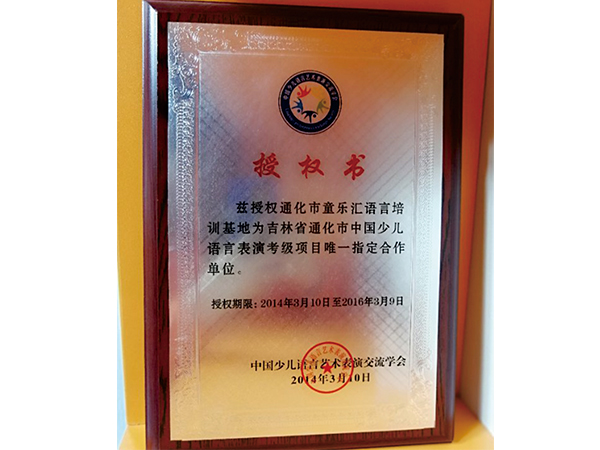 授权书
兹授权通化市童乐汇语言培
训基地为吉林省通化市中国少儿
语言表演考级项目唯一指定合作
单位。
授权期限：2014年3月10日至2016年3月9日
中国少儿语言艺术表演交流学会
2014年3月10日